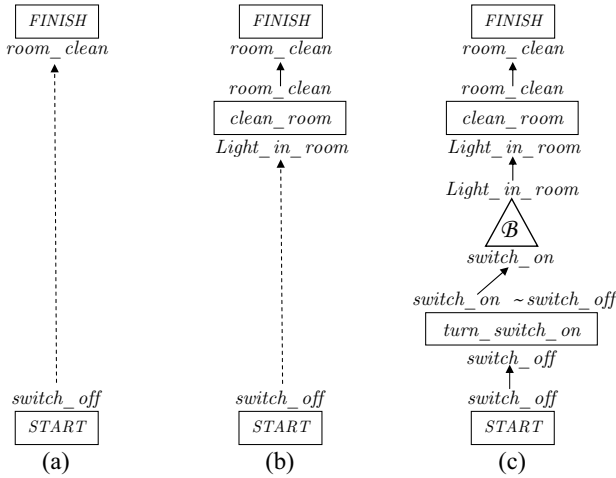 FINISH
room_clean
switch_off
START
(a)
FINISH
room_clean
room_clean
clean_room
Light_in_room
switch_off
START
(b)
FINISH
room_clean
room_clean
clean_room
Light_in_room
Light_in_room
ℬ
switch_on
switch_on ~switch_off
turn_switch_on
switch_off
switch_off
START
(c)